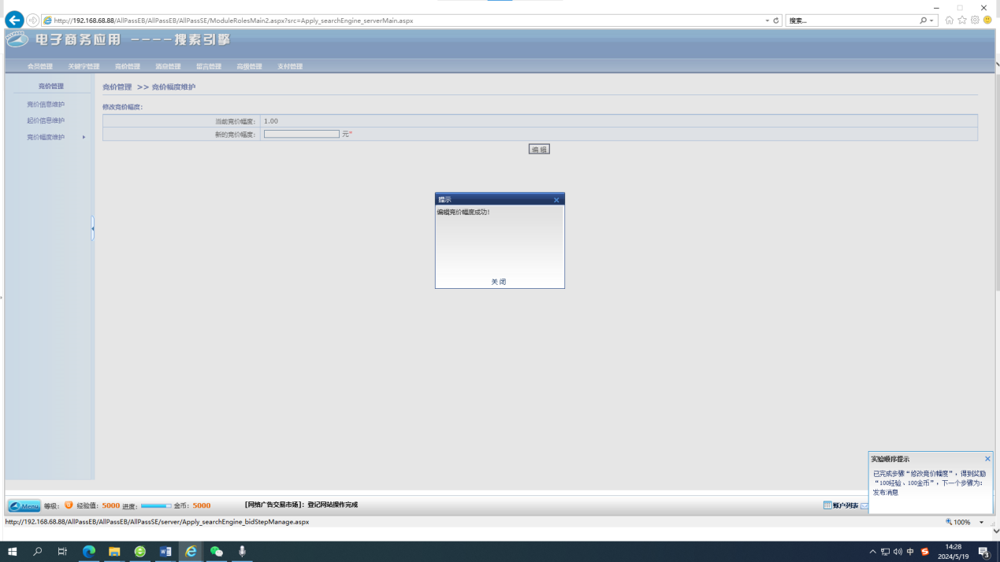 http://192.168.68.88/AllPassEB/AllPassEB/AllPassSE/ModuleRolesMain2.aspx?src=Apply_searchEngine_serverMain.aspx
搜索...
电子商务应用 ----搜索引擎
会员管理 关键字管理 竞价管理 消息管理 留言管理 高级管理 支付管理
竞价管理
竞价管理 >> 竞价幅度维护
竞价信息维护
修改竞价幅度:
起价信息维护
当前竞价幅度: 1.00
竞价幅度维护
新的竞价幅度: 元*
编 辑
提示
编辑竞价幅度成功!
关 闭
实验顺序提示
已完成步骤“修改竞价幅度”，得到奖励
“100经验、100金币”，下一个步骤为:
发布消息
Menu 等级: 8 经验值: 5000 进度: 金币: 5000 [网络广告交易市场]: 登记网站操作完成
账户列表
http://192.168.68.88/AllPassEB/AllPassEB/AllPassSE/server/Apply_searchEngine_bidStepManage.aspx
100%
中
14:28
2024/5/19
3